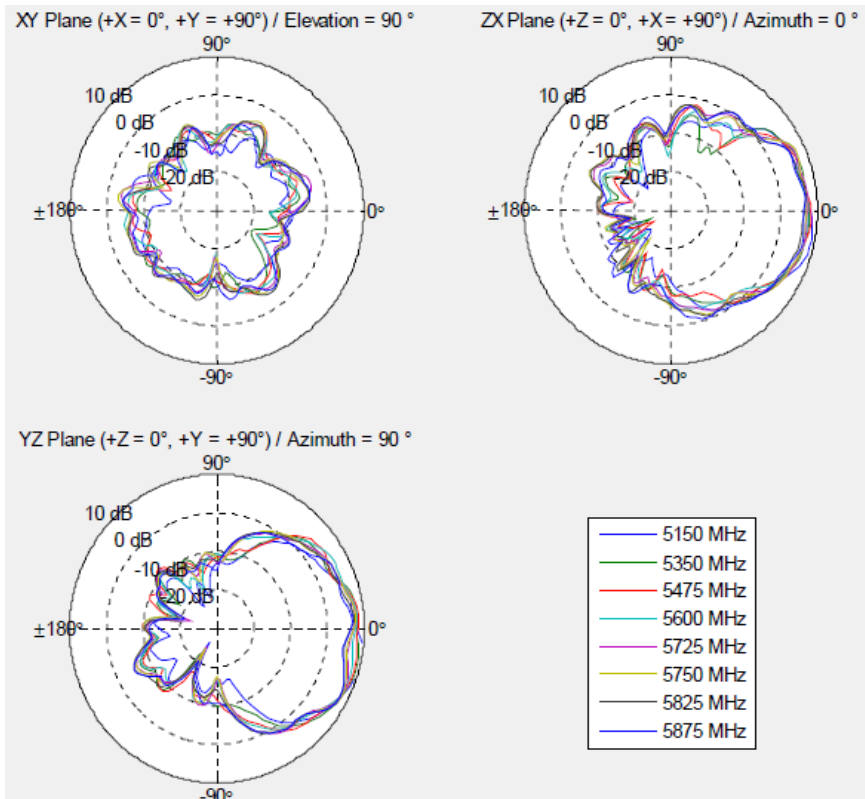 XY Plane (+X = 0°, +Y = +90°) / Elevation = 90 °
90°
10 dB
0 dB
-10 dB
-20 dB
±180°
0°
-90°
ZX Plane (+Z = 0°, +X = +90°) / Azimuth = 0 °
90°
10 dB
0 dB
-10 dB
-20 dB
±180°
0°
-90°
YZ Plane (+Z = 0°, +Y = +90°) / Azimuth = 90 °
90°
10 dB
0 dB
-10 dB
-20 dB
±180°
0°
-90°
5150 MHz
5350 MHz
5475 MHz
5600 MHz
5725 MHz
5750 MHz
5825 MHz
5875 MHz